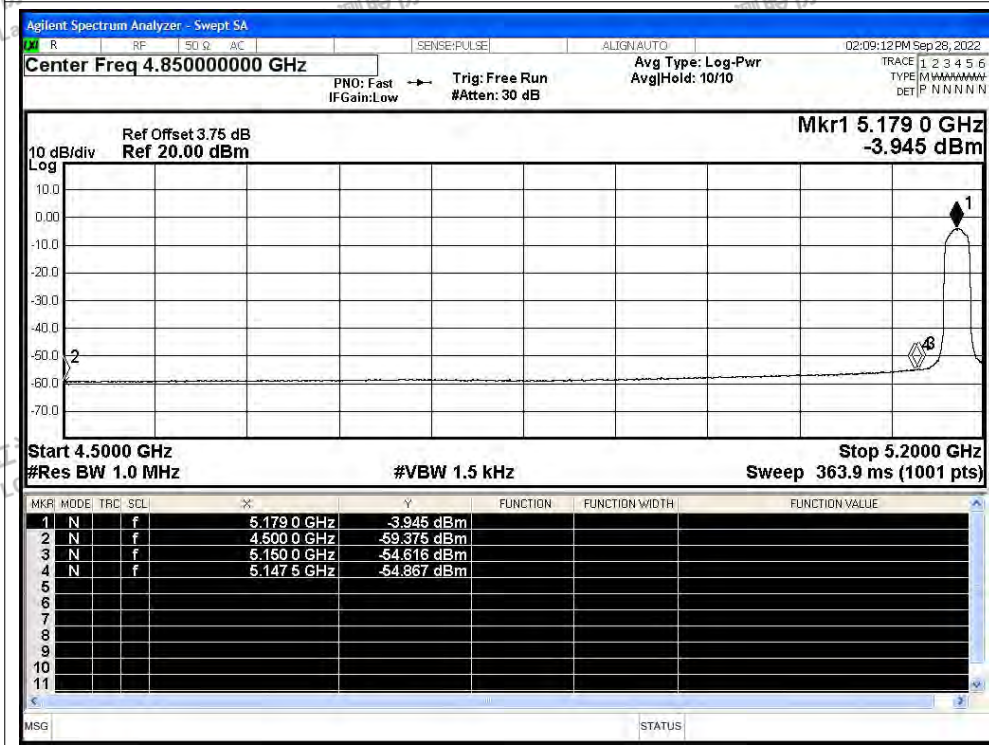 Agilent Spectrum Analyzer - Swept SA
R RF 50 Ω AC SENSE:PULSE ALIGN AUTO 02:09:12 PM Sep 28, 2022
Center Freq 4.850000000 GHz
PNO: Fast
IFGain:Low
Trig: Free Run
#Atten: 30 dB
Avg Type: Log-Pwr
Avg|Hold: 10/10
TRACE 1 2 3 4 5 6
TYPE M WWWWW
DET P N N N N N
Mkr1 5.179 0 GHz
-3.945 dBm
Ref Offset 3.75 dB
10 dB/div Ref 20.00 dBm
Log
10.0
0.00
-10.0
-20.0
-30.0
-40.0
-50.0
-60.0
-70.0
1
2
4
3
Start 4.5000 GHz Stop 5.2000 GHz
#Res BW 1.0 MHz #VBW 1.5 kHz Sweep 363.9 ms (1001 pts)
MKR MODE TRC SCL X Y FUNCTION FUNCTION WIDTH FUNCTION VALUE
1 N f 5.179 0 GHz -3.945 dBm
2 N f 4.500 0 GHz -59.375 dBm
3 N f 5.150 0 GHz -54.616 dBm
4 N f 5.147 5 GHz -54.867 dBm
5
6
7
8
9
10
11
MSG STATUS